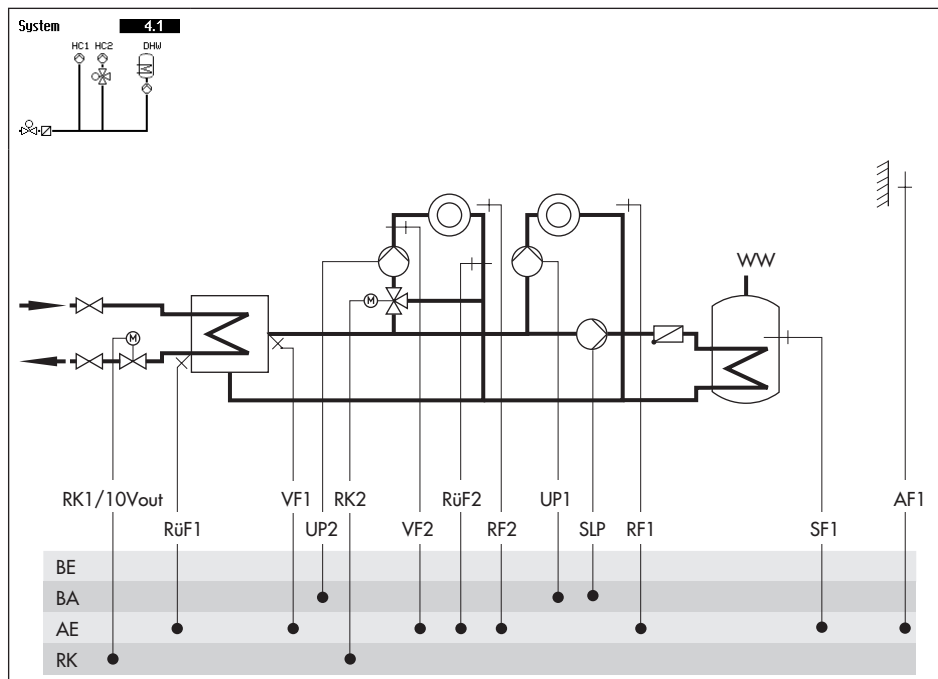 System 4.1
HC1 HC2 DHW
WW
M
M
RK1/10Vout VF1 RK2 RüF2 UP1 AF1
RüF1 UP2 VF2 RF2 SLP RF1 SF1
BE
BA
AE
RK